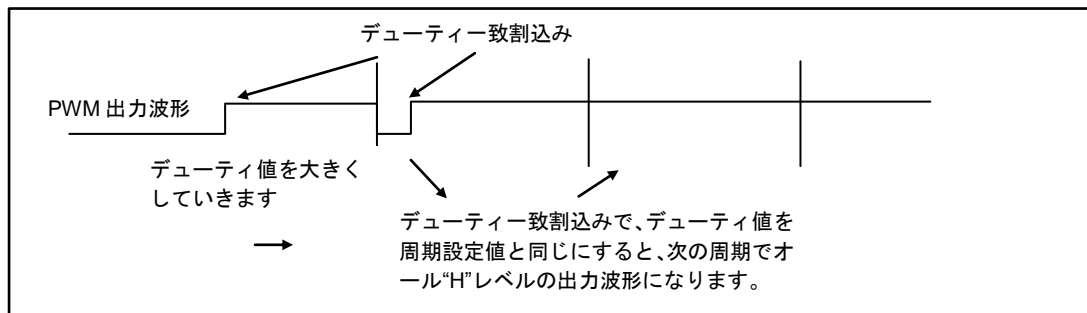 デューティ一致割込み
PWM 出力波形
デューティ値を大きく
していきます
デューティ一致割込みで、デューティ値を
周期設定値と同じにすると、次の周期でオ
ール“H”レベルの出力波形になります。